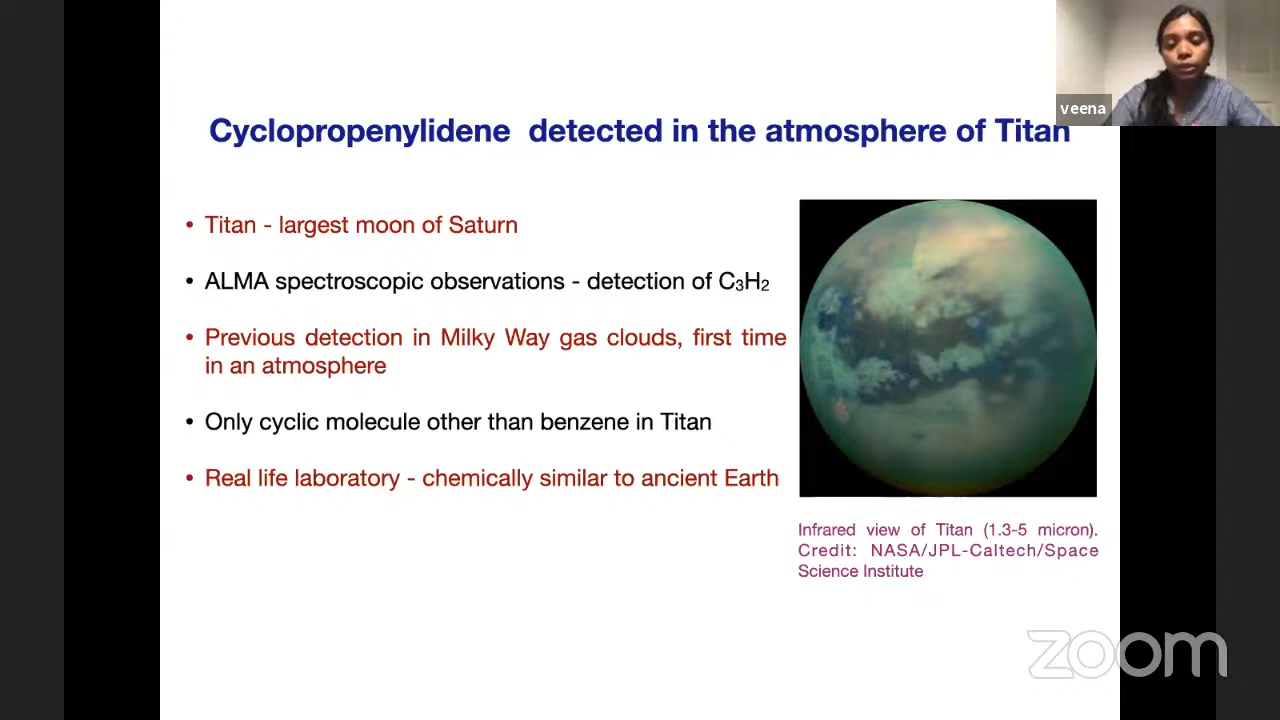 veena
Cyclopropenylidene detected in the atmosphere of Titan
• Titan - largest moon of Saturn
• ALMA spectroscopic observations - detection of C₃H₂
• Previous detection in Milky Way gas clouds, first time
in an atmosphere
• Only cyclic molecule other than benzene in Titan
• Real life laboratory - chemically similar to ancient Earth
Infrared view of Titan (1.3-5 micron).
Credit: NASA/JPL-Caltech/Space
Science Institute
zoom